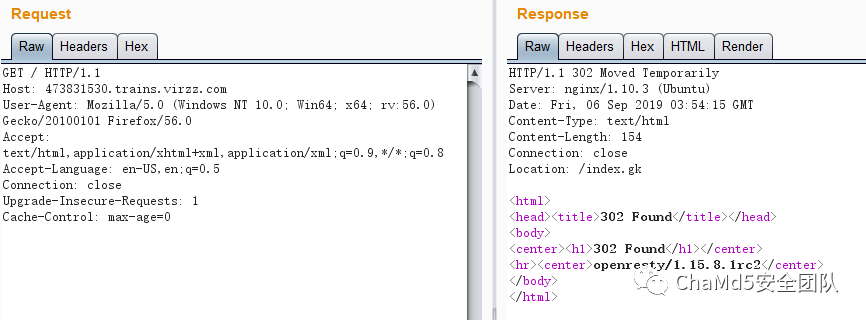 Request
Raw Headers Hex
GET / HTTP/1.1
Host: 473831530.trains.virzz.com
User-Agent: Mozilla/5.0 (Windows NT 10.0; Win64; x64; rv:56.0)
Gecko/20100101 Firefox/56.0
Accept:
text/html,application/xhtml+xml,application/xml;q=0.9,*/*;q=0.8
Accept-Language: en-US,en;q=0.5
Connection: close
Upgrade-Insecure-Requests: 1
Cache-Control: max-age=0
Response
Raw Headers Hex HTML Render
HTTP/1.1 302 Moved Temporarily
Server: nginx/1.10.3 (Ubuntu)
Date: Fri, 06 Sep 2019 03:54:15 GMT
Content-Type: text/html
Content-Length: 154
Connection: close
Location: /index.gk
<html>
<head><title>302 Found</title></head>
<body>
<center><h1>302 Found</h1></center>
<hr><center>openresty/1.15.8.1rc2</center>
</body>
</html>
ChaMd5安全团队